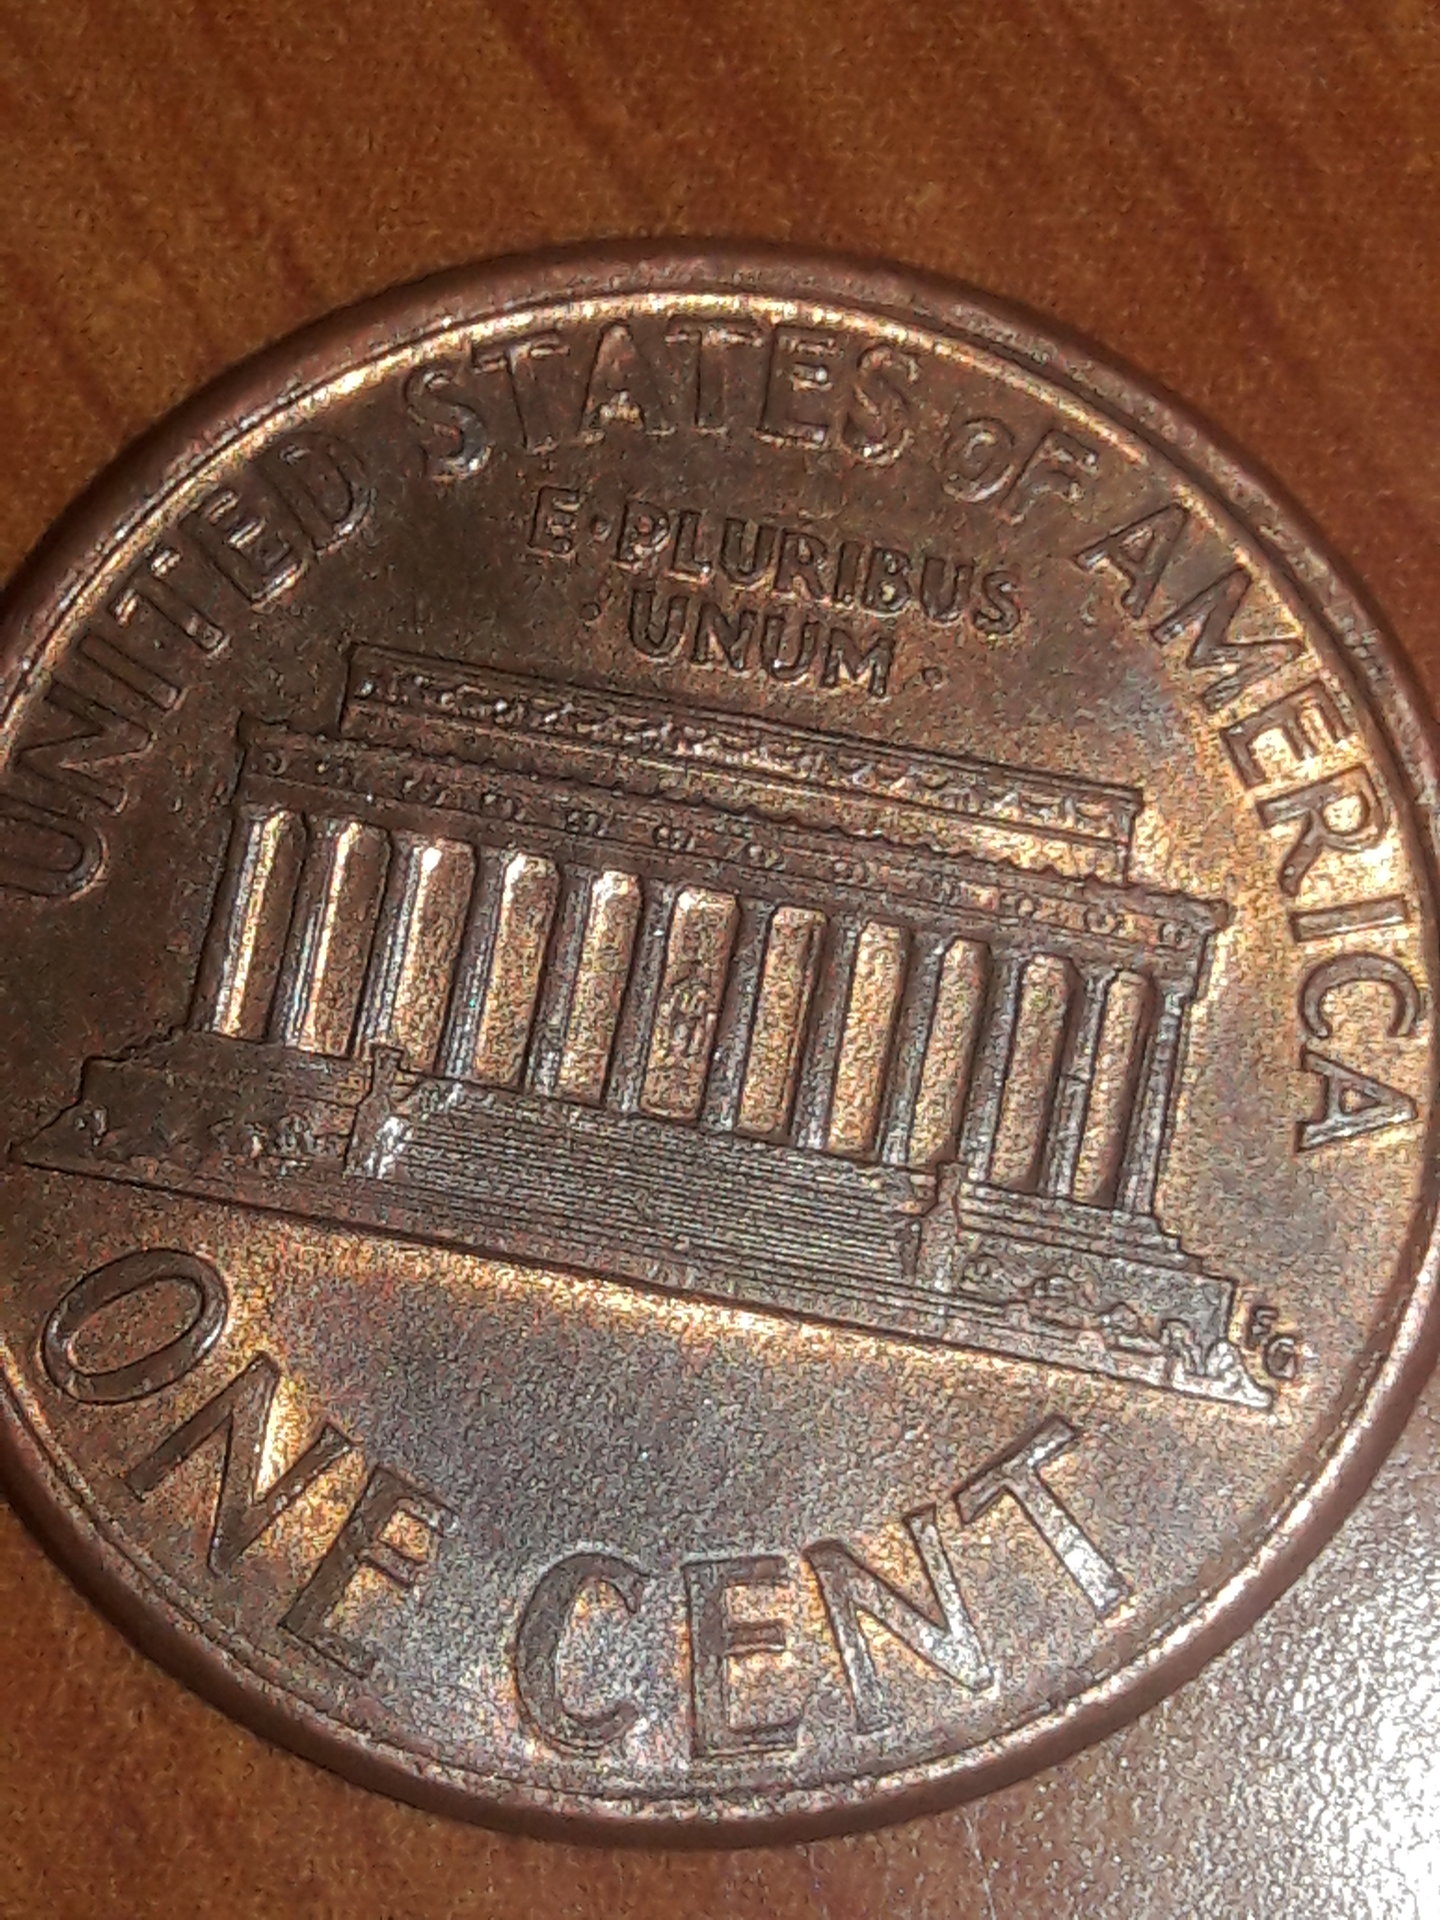 UNITED STATES OF AMERICA
E·PLURIBUS
·UNUM·
FG
ONE CENT